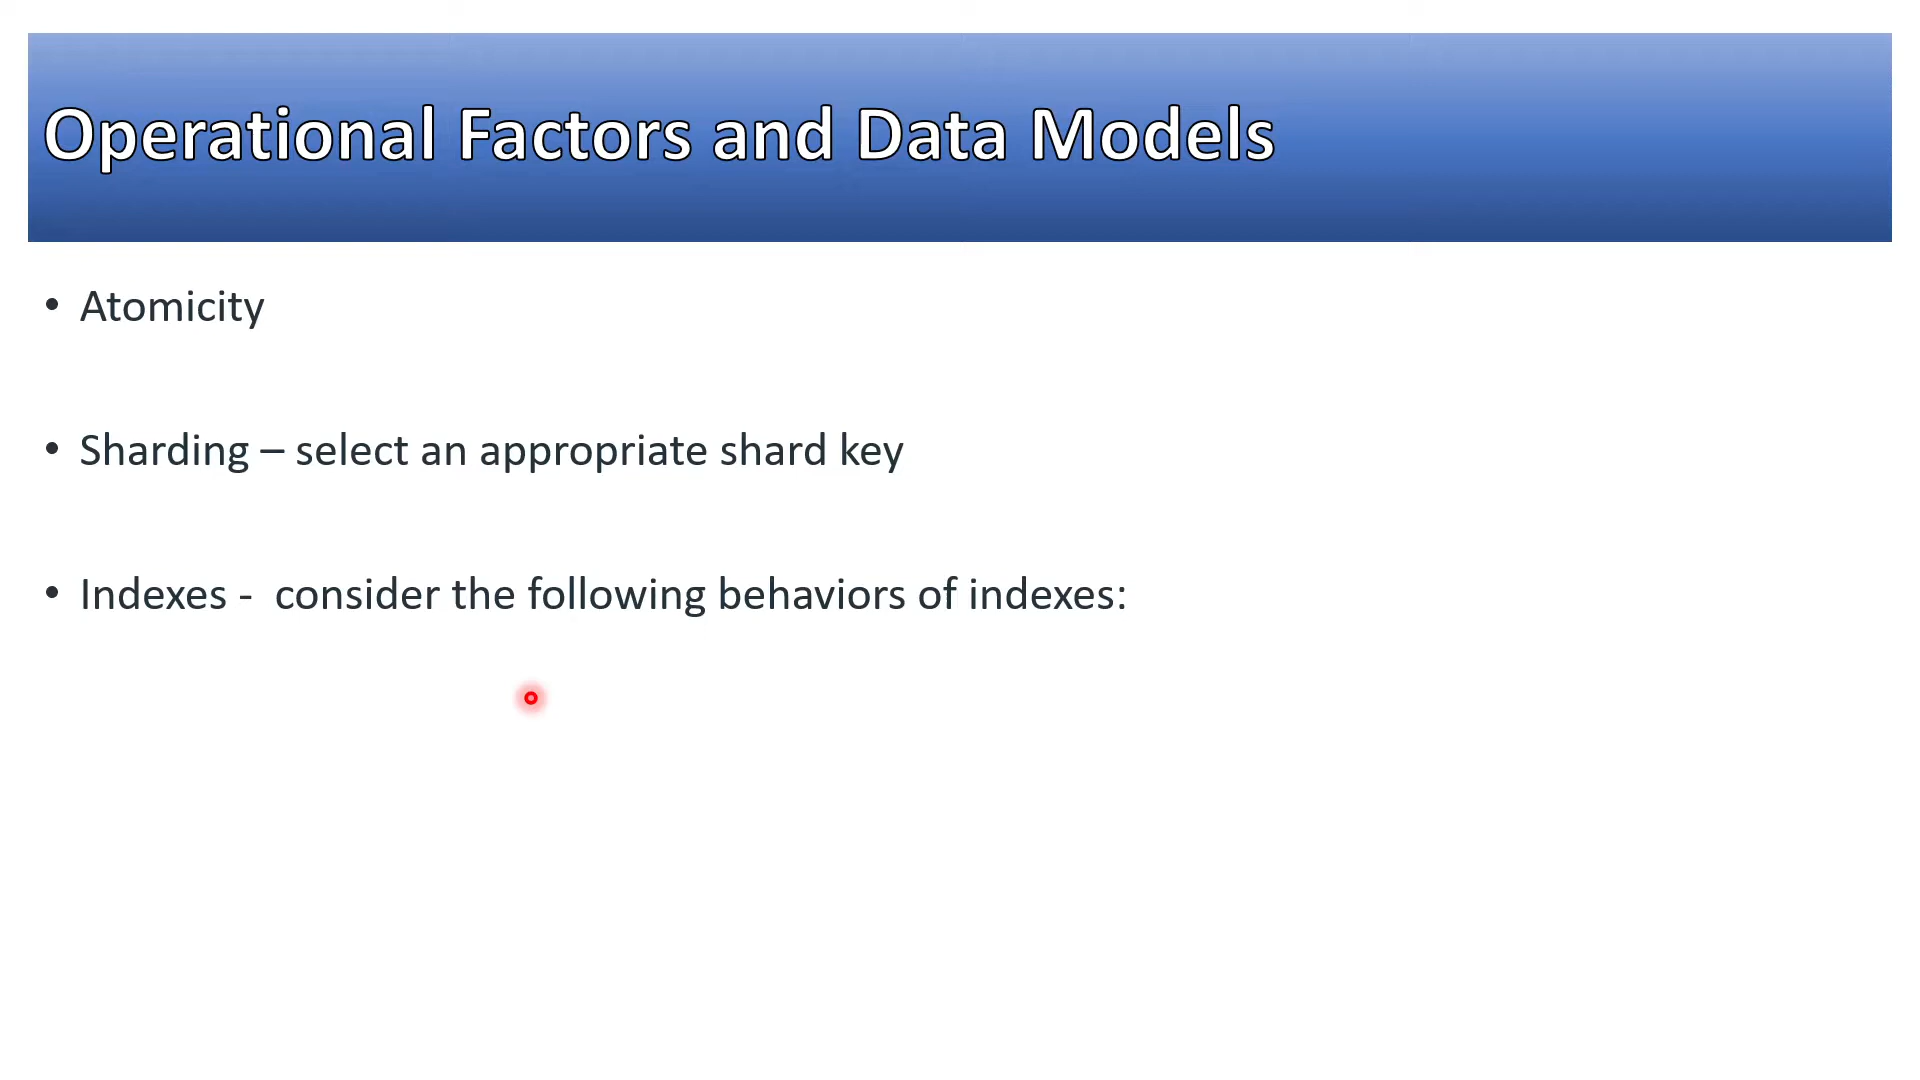 Operational Factors and Data Models
• Atomicity
• Sharding – select an appropriate shard key
• Indexes -  consider the following behaviors of indexes: